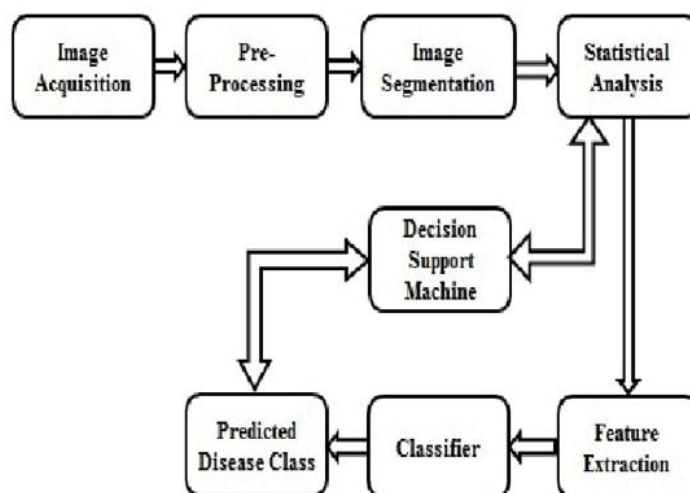 Image
Acquisition
Pre-
Processing
Image
Segmentation
Statistical
Analysis
Decision
Support
Machine
Predicted
Disease Class
Classifier
Feature
Extraction